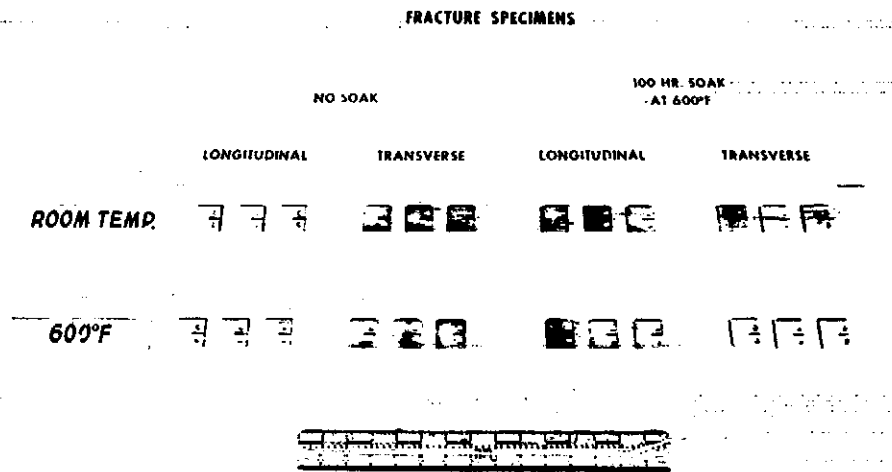 FRACTURE SPECIMENS
NO SOAK
100 HR. SOAK
AT 600°F
LONGITUDINAL TRANSVERSE LONGITUDINAL TRANSVERSE
ROOM TEMP.
600°F